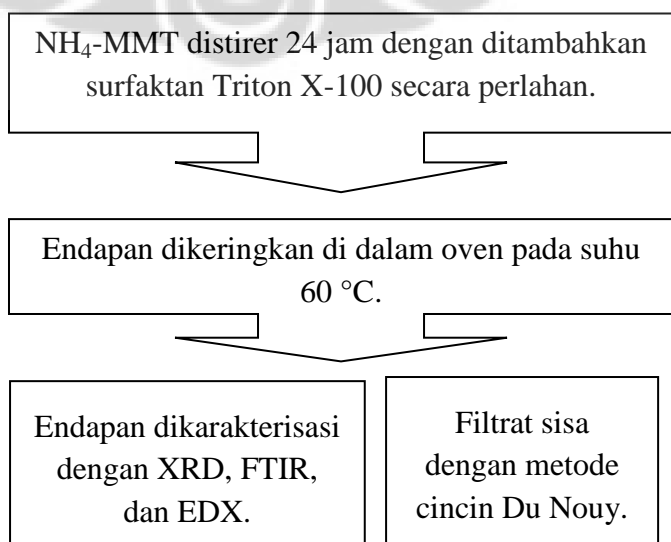 NH₄-MMT distirer 24 jam dengan ditambahkan
surfaktan Triton X-100 secara perlahan.
Endapan dikeringkan di dalam oven pada suhu
60 °C.
Endapan dikarakterisasi
dengan XRD, FTIR,
dan EDX.
Filtrat sisa
dengan metode
cincin Du Nouy.